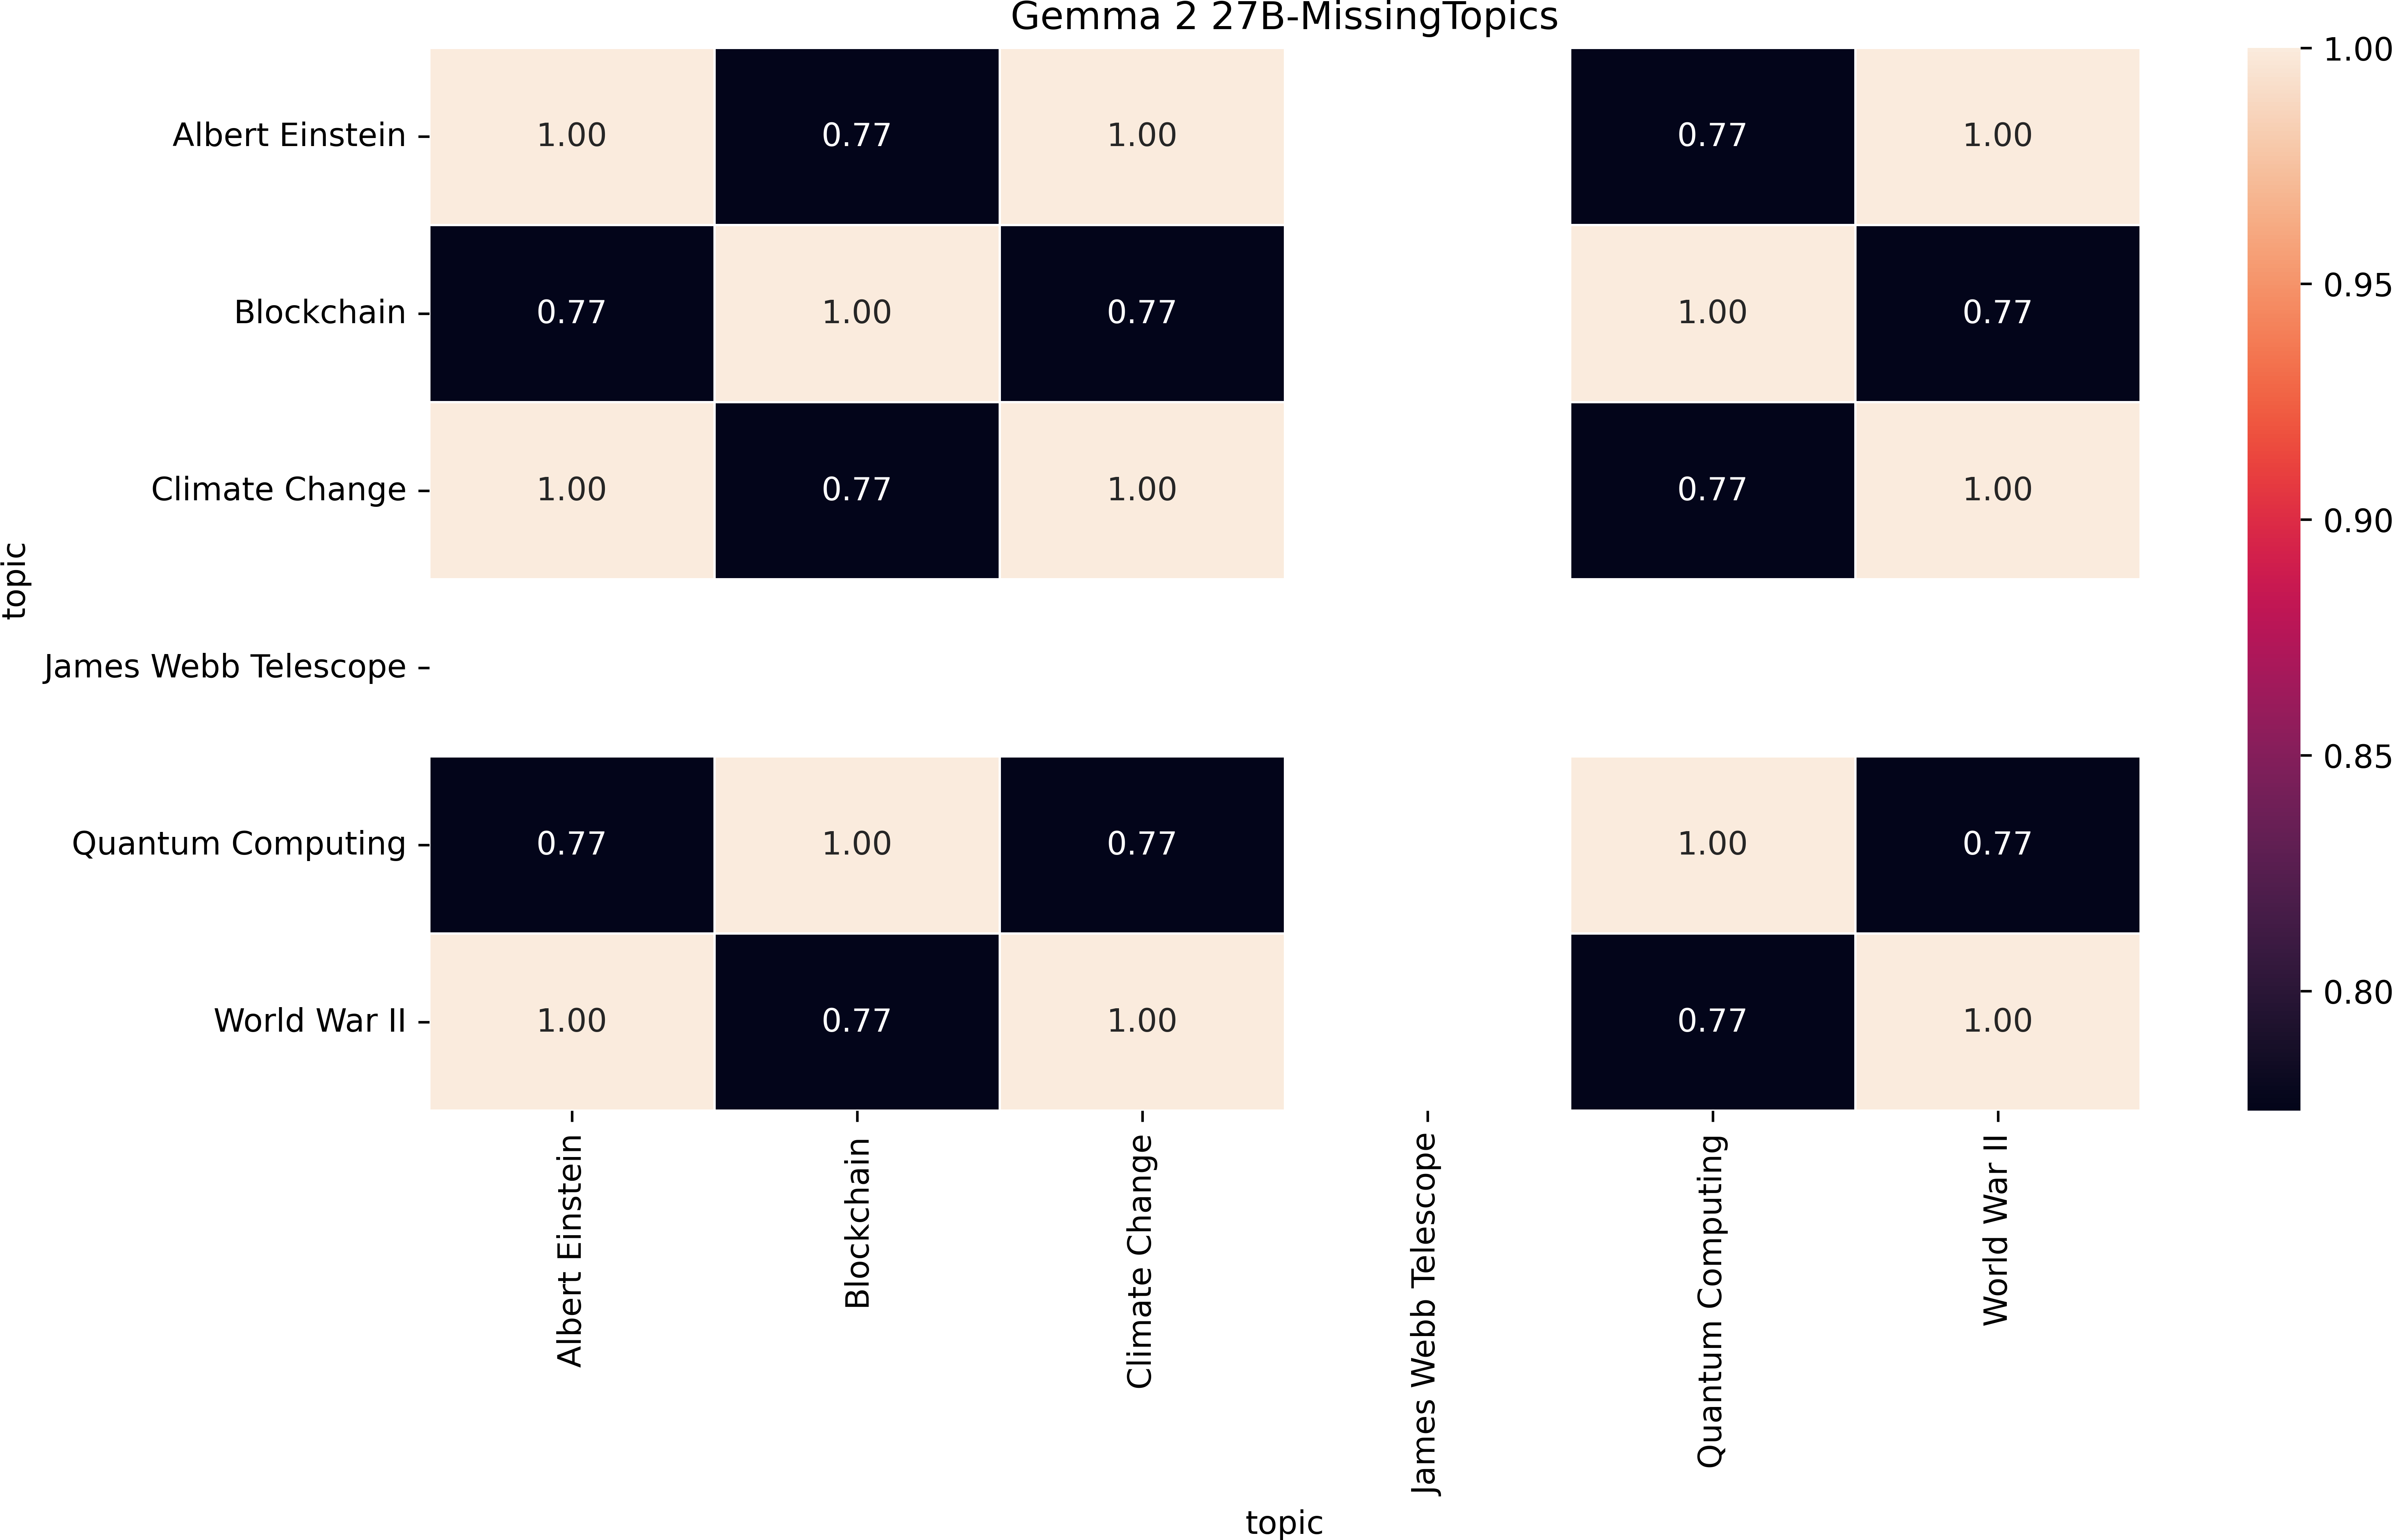 Gemma 2 27B-MissingTopics
1.00
Albert Einstein 1.00 0.77 1.00 0.77 1.00
0.95
Blockchain 0.77 1.00 0.77 1.00 0.77
Climate Change 1.00 0.77 1.00 0.77 1.00
0.90
topic
James Webb Telescope
0.85
Quantum Computing 0.77 1.00 0.77 1.00 0.77
0.80
World War II 1.00 0.77 1.00 0.77 1.00
Albert Einstein
Blockchain
Climate Change
James Webb Telescope
Quantum Computing
World War II
topic